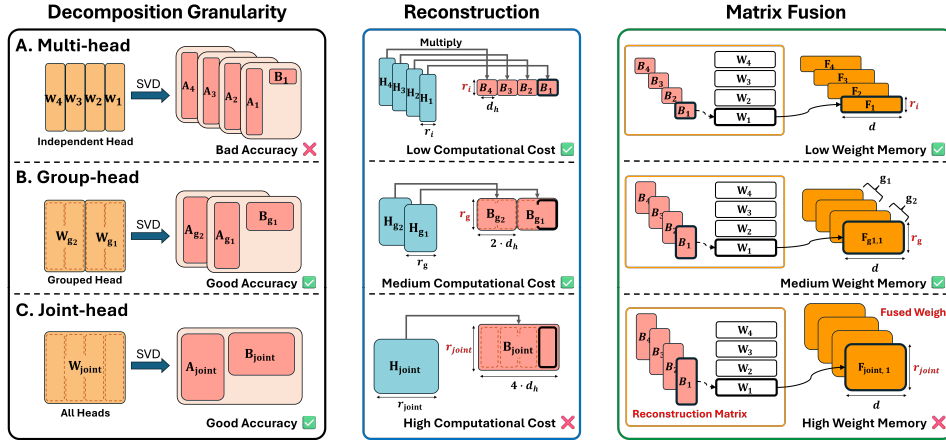 Decomposition Granularity
A. Multi-head
W4 W3 W2 W1
SVD
A4 A3 A2 A1
B1
Independent Head
Bad Accuracy ❌
B. Group-head
Wg2 Wg1
SVD
Ag2 Ag1
Bg1
Grouped Head
Good Accuracy ✅
C. Joint-head
Wjoint
SVD
Ajoint
Bjoint
All Heads
Good Accuracy ✅
Reconstruction
Multiply
H4 H3 H2 H1
ri
B4 B3 B2 B1
dh
ri
Low Computational Cost ✅
Hg2 Hg1
rg
Bg2 Bg1
rg
2 · dh
Medium Computational Cost ✅
Hjoint
rjoint
Bjoint
rjoint
4 · dh
High Computational Cost ❌
Matrix Fusion
B4
B3
B2
B1
W4
W3
W2
W1
F4
F3
F2
F1
ri
d
Low Weight Memory ✅
B4
B3
B2
B1
W4
W3
W2
W1
g1
g2
Fg1,1
rg
d
Medium Weight Memory ✅
B4
B3
B2
B1
W4
W3
W2
W1
Reconstruction Matrix
Fused Weigh
Fjoint, 1
rjoint
d
High Weight Memory ❌